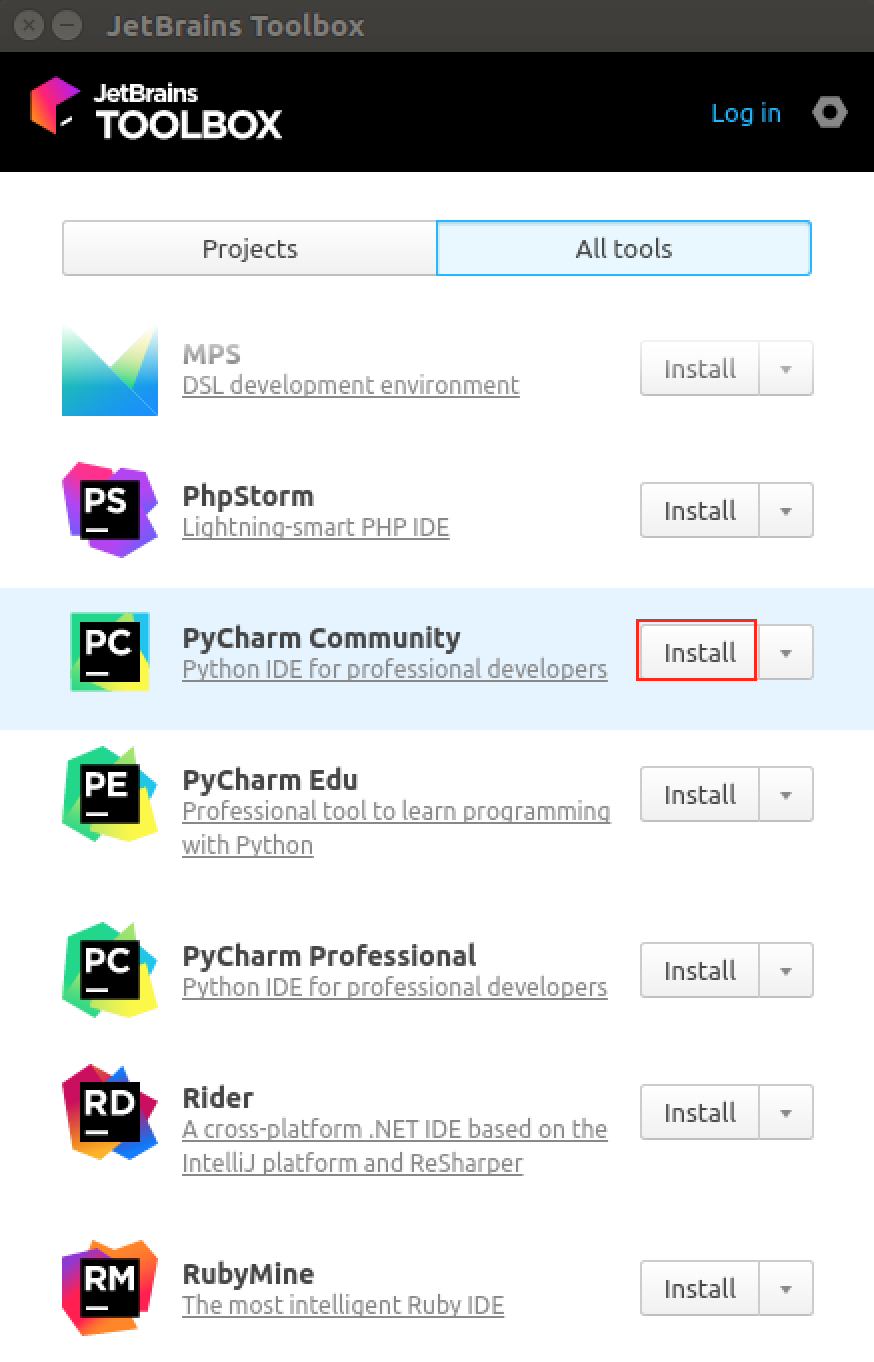 JetBrains Toolbox
JetBrains
TOOLBOX
Log in
Projects
All tools
MPS
DSL development environment
Install
PS
PhpStorm
Lightning-smart PHP IDE
Install
PC
PyCharm Community
Python IDE for professional developers
Install
PE
PyCharm Edu
Professional tool to learn programming
with Python
Install
PC
PyCharm Professional
Python IDE for professional developers
Install
RD
Rider
A cross-platform .NET IDE based on the
IntelliJ platform and ReSharper
Install
RM
RubyMine
The most intelligent Ruby IDE
Install